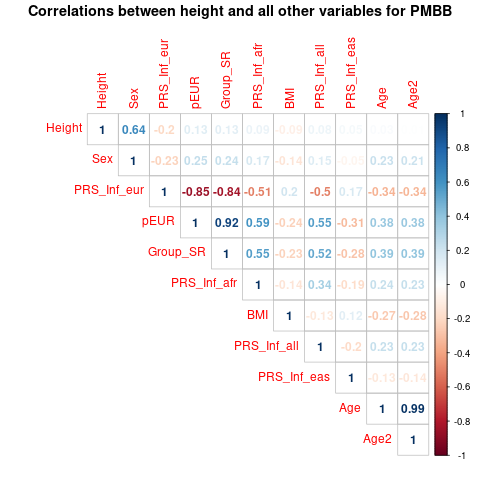 Correlations between height and all other variables for PMBB
Height Sex PRS_Inf_eur pEUR Group_SR PRS_Inf_afr BMI PRS_Inf_all PRS_Inf_eas Age Age2
Height 1 0.64 -0.2 0.13 0.13 0.09 -0.09 0.08
Sex 1 -0.23 0.25 0.24 0.17 -0.14 0.15 -0.05 0.23 0.21
PRS_Inf_eur 1 -0.85 -0.84 -0.51 0.2 -0.5 0.17 -0.34 -0.34
pEUR 1 0.92 0.59 -0.24 0.55 -0.31 0.38 0.38
Group_SR 1 0.55 -0.23 0.52 -0.28 0.39 0.39
PRS_Inf_afr 1 -0.14 0.34 -0.19 0.24 0.23
BMI 1 -0.13 0.12 -0.27 -0.28
PRS_Inf_all 1 -0.2 0.23 0.23
PRS_Inf_eas 1 -0.13 -0.14
Age 1 0.99
Age2 1
1
0.8
0.6
0.4
0.2
0
-0.2
-0.4
-0.6
-0.8
-1